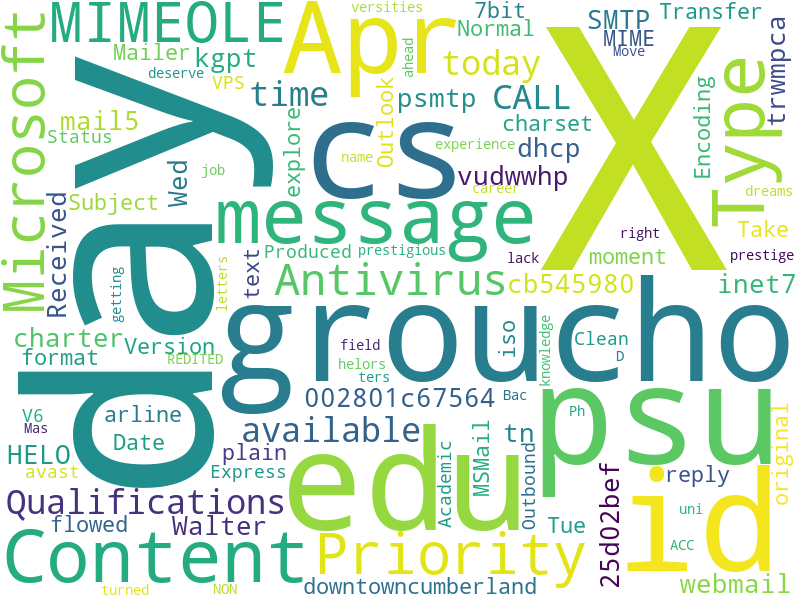 versities
7bit
SMTP
Transfer
MIMEOLE
Apr
Normal
MIME
Move
Mailer
kgpt
ahead
today
deserve
VPS
time
Outlook
psmtp
CALL
X
Type
trwmpca
Microsoft
day
mail5
Status
explore
cs
charset
Encoding
experience
dhcp
name
job
Wed
vudwwhp
career
dreams
Received
Subject
message
right
Take
Produced
prestigious
lack
moment
prestige
text
letters
getting
Antivirus
cb545980
inet7
charter
format
Version
REDITED
groucho
field
helors
ters
iso
knowledge
Clean
D
002801c67564
Bac
psu
Ph
V6
Mas
arline
Date
available
tn
HELO
avast
plain
Express
edu
Academic
MSMail
Outbound
25d02bef
id
reply
original
Qualifications
flowed
Walter
Tue
uni
ACC
Content
Priority
turned
NON
downtowncumberland
webmail